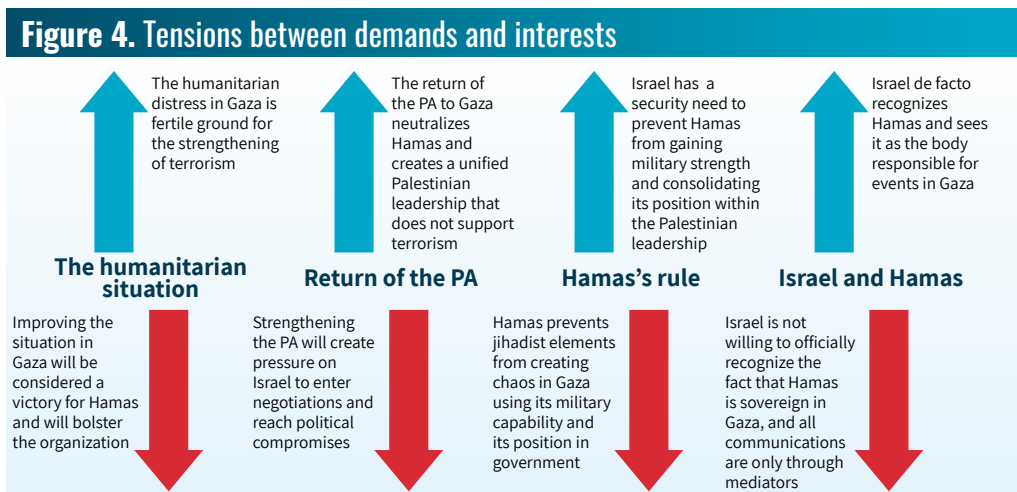 Figure 4. Tensions between demands and interests
The humanitarian
distress in Gaza is
fertile ground for
the strengthening
of terrorism
The return of
the PA to Gaza
neutralizes
Hamas and
creates a unified
Palestinian
leadership that
does not support
terrorism
Israel has a
security need to
prevent Hamas
from gaining
military strength
and consolidating
its position within
the Palestinian
leadership
Israel de facto
recognizes
Hamas and sees
it as the body
responsible for
events in Gaza
The humanitarian
situation
Return of the PA
Hamas's rule
Israel and Hamas
Improving the
situation in
Gaza will be
considered a
victory for Hamas
and will bolster
the organization
Strengthening
the PA will create
pressure on
Israel to enter
negotiations and
reach political
compromises
Hamas prevents
jihadist elements
from creating
chaos in Gaza
using its military
capability and
its position in
government
Israel is not
willing to officially
recognize the
fact that Hamas
is sovereign in
Gaza, and all
communications
are only through
mediators